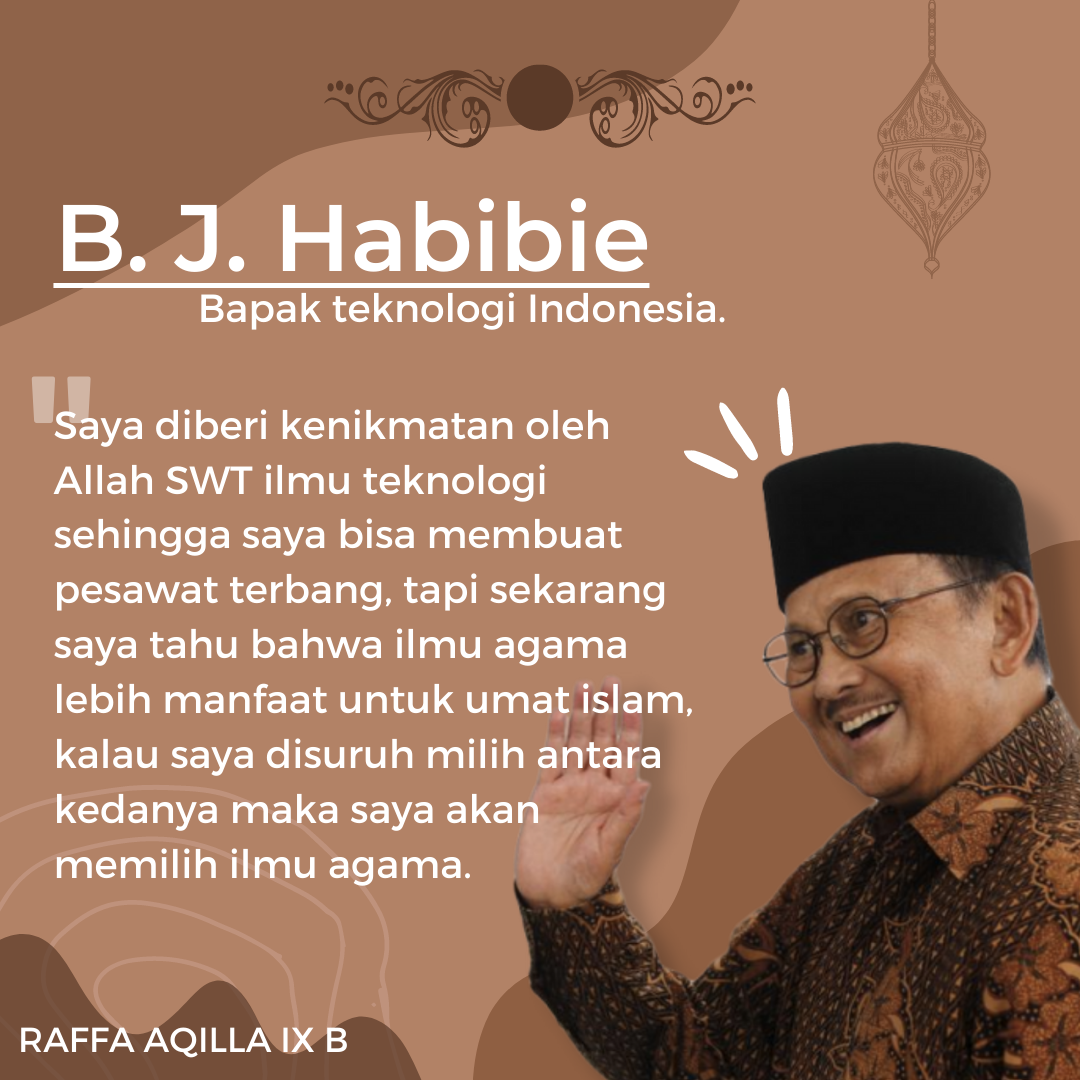 B. J. Habibie
Bapak teknologi Indonesia.
"
Saya diberi kenikmatan oleh
Allah SWT ilmu teknologi
sehingga saya bisa membuat
pesawat terbang, tapi sekarang
saya tahu bahwa ilmu agama
lebih manfaat untuk umat islam,
kalau saya disuruh milih antara
kedanya maka saya akan
memilih ilmu agama.
RAFFA AQILLA IX B